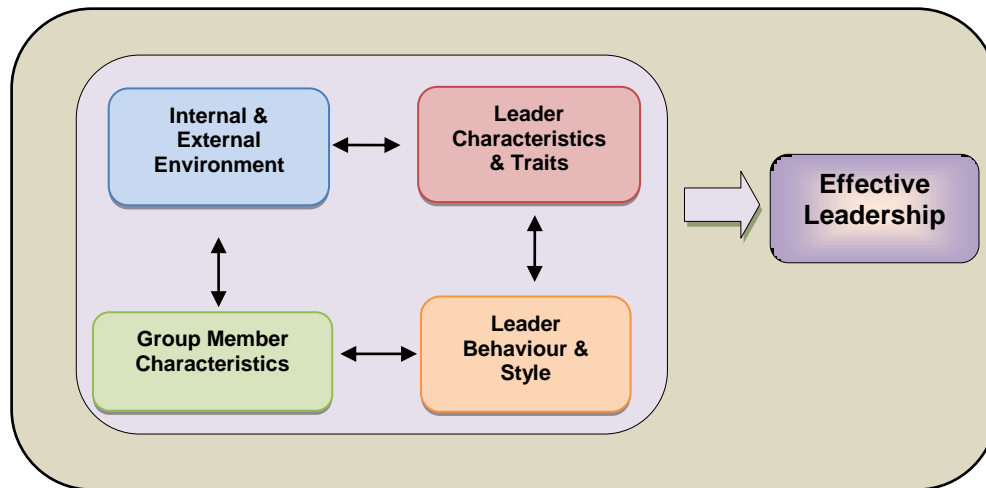 Internal &
External
Environment
Leader
Characteristics
& Traits
Effective
Leadership
Group Member
Characteristics
Leader
Behaviour &
Style